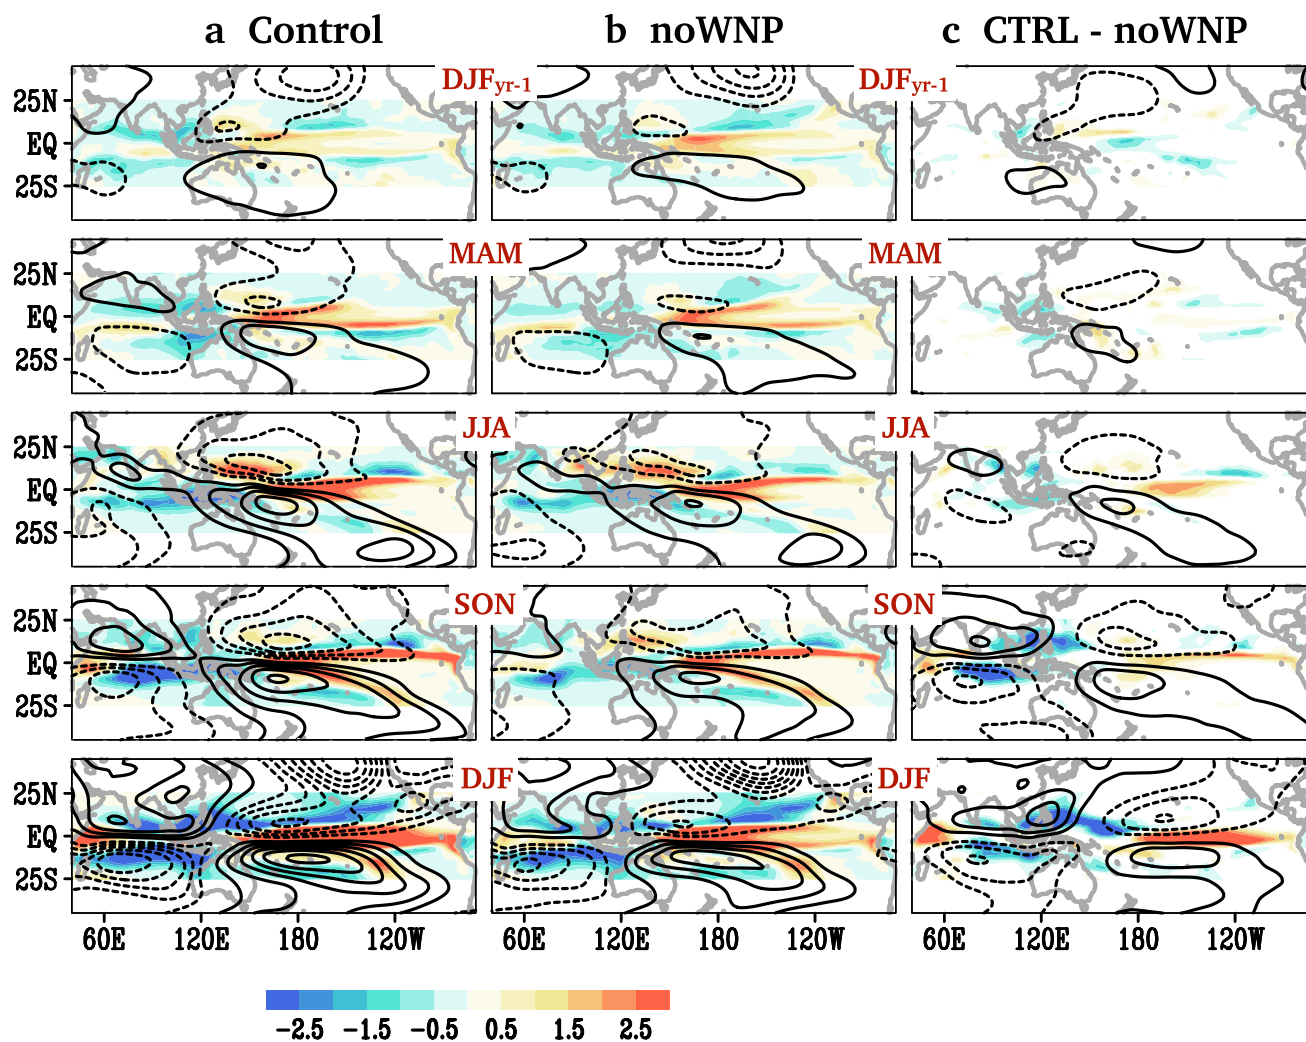 a Control
b noWNP
c CTRL - noWNP
DJFyr-1
DJFyr-1
25N
EQ
25S
MAM
MAM
25N
EQ
25S
JJA
JJA
25N
EQ
25S
SON
SON
25N
EQ
25S
DJF
DJF
25N
EQ
25S
60E 120E 180 120W
60E 120E 180 120W
60E 120E 180 120W
-2.5 -1.5 -0.5 0.5 1.5 2.5